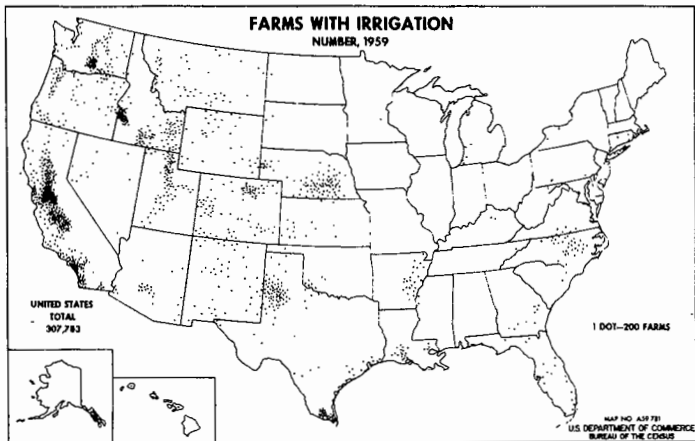 FARMS WITH IRRIGATION
NUMBER, 1959
UNITED STATES
TOTAL
307,783
1 DOT—200 FARMS
MAP NO. A59 781
U.S. DEPARTMENT OF COMMERCE
BUREAU OF THE CENSUS